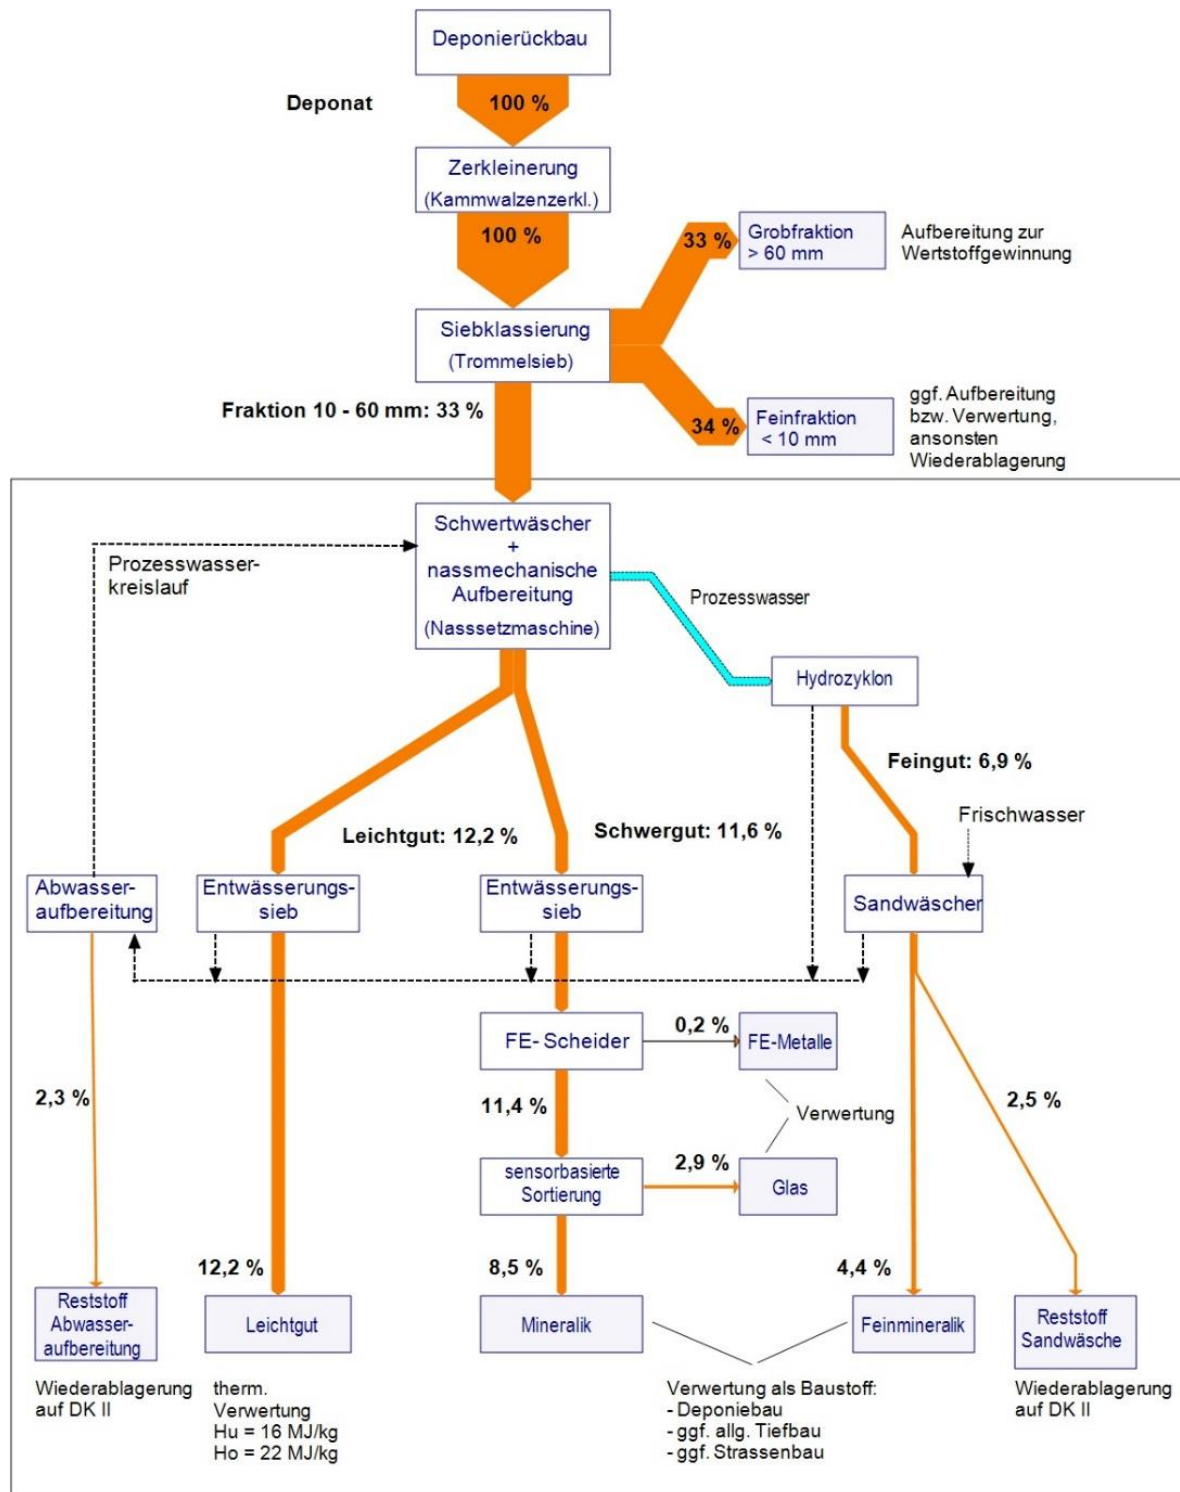 Deponierückbau
Deponat
100 %
Zerkleinerung
(Kammwalzenzerkl.)
100 %
33 %
Grobfraktion
> 60 mm
Aufbereitung zur
Wertstoffgewinnung
Siebklassierung
(Trommelsieb)
Fraktion 10 - 60 mm: 33 %
34 %
Feinfraktion
< 10 mm
ggf. Aufbereitung
bzw. Verwertung,
ansonsten
Wiederablagerung
Schwertwäscher
+
nassmechanische
Aufbereitung
(Nasssetzmaschine)
Prozesswasser-
kreislauf
Prozesswasser
Hydrozyklon
Feingut: 6,9 %
Frischwasser
Leichtgut: 12,2 %
Schwergut: 11,6 %
Abwasser-
aufbereitung
Entwässerungs-
sieb
Entwässerungs-
sieb
Sandwäscher
FE- Scheider
0,2 %
FE-Metalle
2,3 %
11,4 %
Verwertung
2,5 %
sensorbasierte
Sortierung
2,9 %
Glas
12,2 %
8,5 %
4,4 %
Reststoff
Abwasser-
aufbereitung
Leichtgut
Mineralik
Feinmineralik
Reststoff
Sandwäsche
Wiederablagerung
auf DK II
therm.
Verwertung
Hu = 16 MJ/kg
Ho = 22 MJ/kg
Verwertung als Baustoff:
- Deponiebau
- ggf. allg. Tiefbau
- ggf. Strassenbau
Wiederablagerung
auf DK II